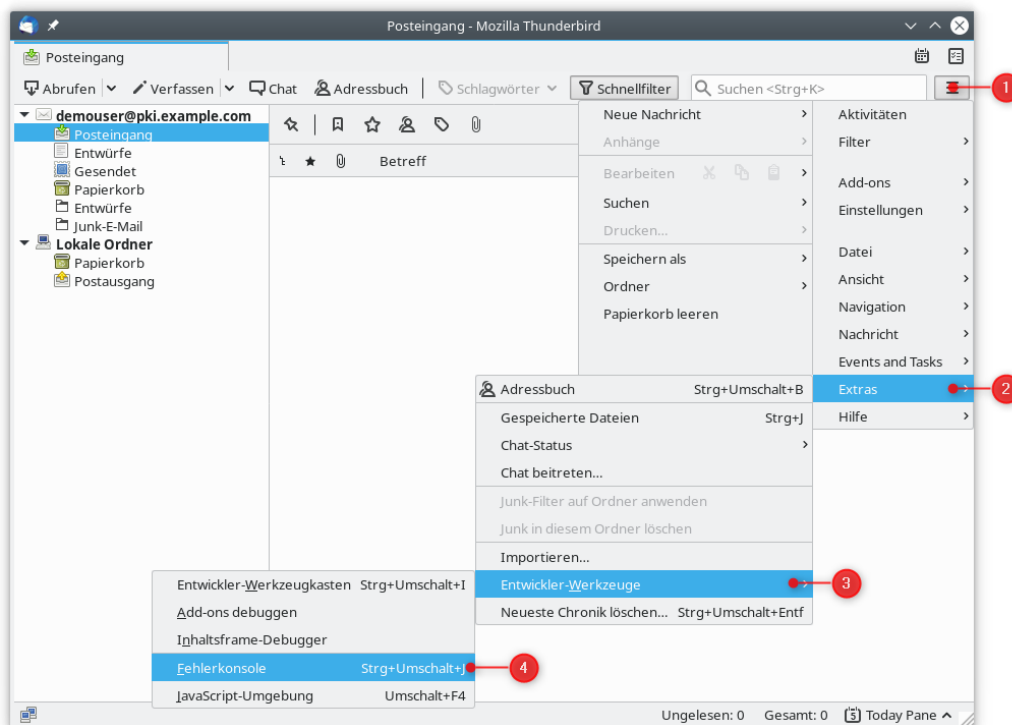 Posteingang - Mozilla Thunderbird
Posteingang
Abrufen Verfassen Chat Adressbuch Schlagwörter Schnellfilter Suchen <Strg+K>
1
demouser@pki.example.com
Posteingang
Entwürfe
Gesendet
Papierkorb
Entwürfe
Junk-E-Mail
Lokale Ordner
Papierkorb
Postausgang
Betreff
Neue Nachricht
Anhänge
Bearbeiten
Suchen
Drucken...
Speichern als
Ordner
Papierkorb leeren
Aktivitäten
Filter
Add-ons
Einstellungen
Datei
Ansicht
Navigation
Nachricht
Events and Tasks
Extras
2
Hilfe
Adressbuch Strg+Umschalt+B
Gespeicherte Dateien Strg+J
Chat-Status
Chat beitreten...
Junk-Filter auf Ordner anwenden
Junk in diesem Ordner löschen
Importieren...
Entwickler-Werkzeuge
3
Neueste Chronik löschen... Strg+Umschalt+Entf
Entwickler-Werkzeugkasten Strg+Umschalt+I
Add-ons debuggen
Inhaltsframe-Debugger
Fehlerkonsole Strg+Umschalt+J
4
JavaScript-Umgebung Umschalt+F4
Ungelesen: 0 Gesamt: 0 5 Today Pane